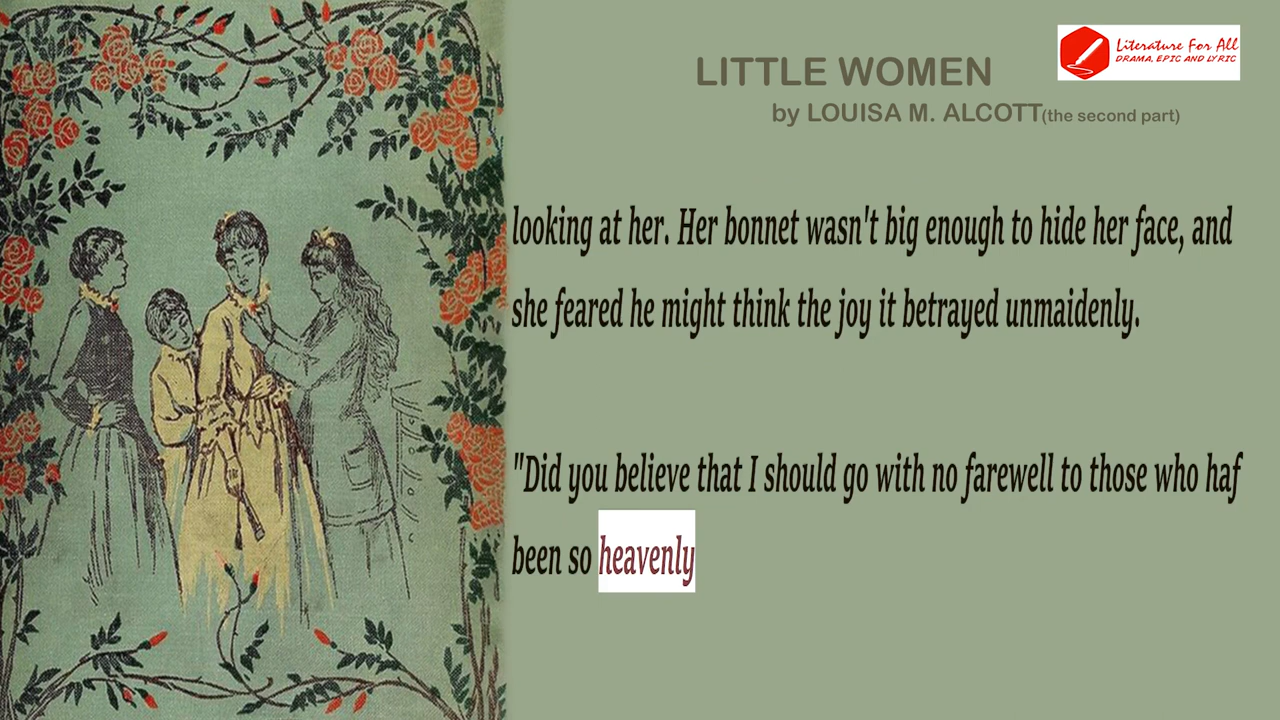 LITTLE WOMEN
by LOUISA M. ALCOTT(the second part)
Literature For All
DRAMA, EPIC AND LYRIC
looking at her. Her bonnet wasn't big enough to hide her face, and
she feared he might think the joy it betrayed unmaidenly.
"Did you believe that I should go with no farewell to those who haf
been so heavenly